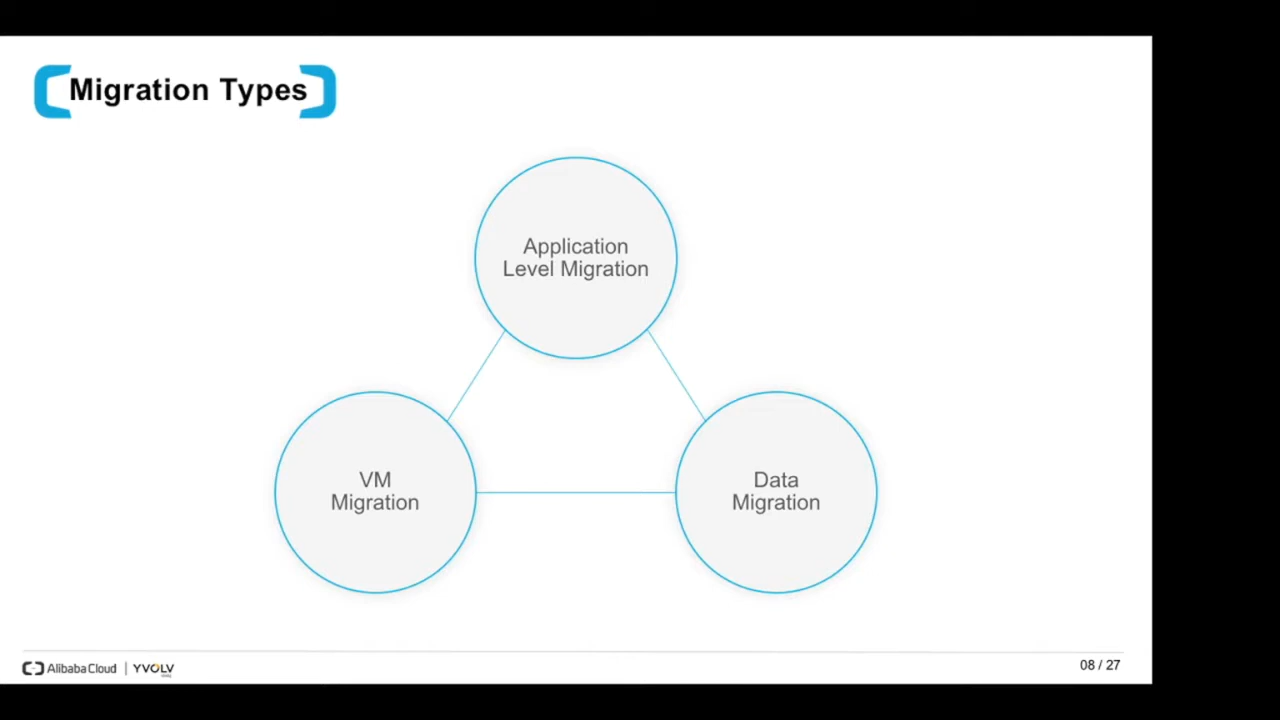 Migration Types
Application
Level Migration
VM
Migration
Data
Migration
Alibaba Cloud | YVOLV
08 / 27